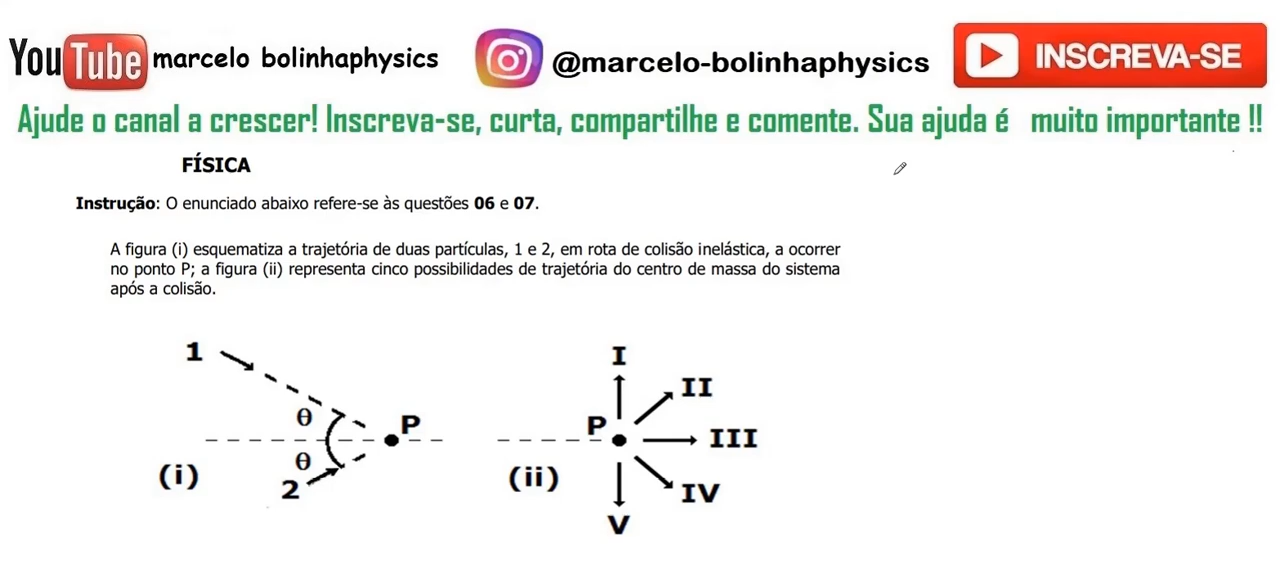 YouTube marcelo bolinhaphysics @marcelo-bolinhaphysics INSCREVA-SE
Ajude o canal a crescer! Inscreva-se, curta, compartilhe e comente. Sua ajuda é muito importante !!
FÍSICA
Instrução: O enunciado abaixo refere-se às questões 06 e 07.
A figura (i) esquematiza a trajetória de duas partículas, 1 e 2, em rota de colisão inelástica, a ocorrer
no ponto P; a figura (ii) representa cinco possibilidades de trajetória do centro de massa do sistema
após a colisão.
1
θ
P
θ
2
(i)
I
II
P
III
(ii)
IV
V